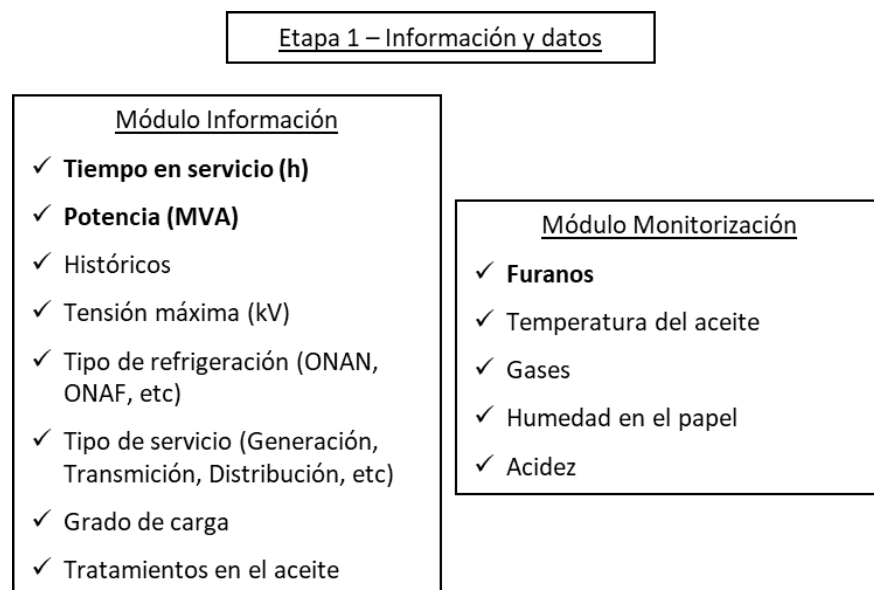 Etapa 1 – Información y datos
Módulo Información
✓ Tiempo en servicio (h)
✓ Potencia (MVA)
✓ Históricos
✓ Tensión máxima (kV)
✓ Tipo de refrigeración (ONAN,
ONAF, etc)
✓ Tipo de servicio (Generación,
Transmición, Distribución, etc)
✓ Grado de carga
✓ Tratamientos en el aceite
Módulo Monitorización
✓ Furanos
✓ Temperatura del aceite
✓ Gases
✓ Humedad en el papel
✓ Acidez